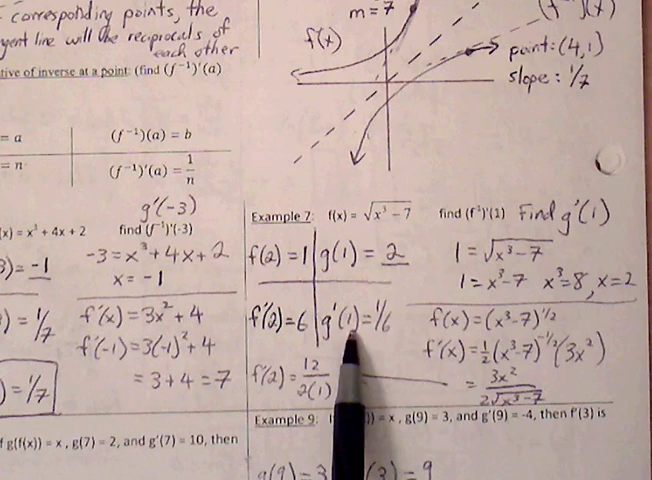 corresponding points, the
gent line will be reciprocals of
each other
tive of inverse at a point: (find (f⁻¹)'(a)
= a
(f⁻¹)(a) = b
= n
(f⁻¹)'(a) = 1/n
g'(-3)
(x) = x³ + 4x + 2 find (f⁻¹)'(-3)
3) = -1
-3 = x³ + 4x + 2
x = -1
) = 1/7
f'(x) = 3x² + 4
f'(-1) = 3(-1)² + 4
= 3 + 4 = 7
) = 1/7
f g(f(x)) = x , g(7) = 2, and g'(7) = 10, then
m = 7
f(x)
(f⁻¹)(x)
point: (4,1)
slope: 1/7
Example 7: f(x) = √x³ − 7 find (f⁻¹)'(1) Find g'(1)
f(2) = 1 g(1) = 2
f'(2) = 6 g'(1) = 1/6
f'(2) = 12/2(1)
1 = √x³-7
1 = x³-7 x³=8, x=2
f(x) = (x³-7)^1/2
f'(x) = 1/2(x³-7)^-1/2(3x²)
= 3x²/2√x³-7
Example 9: )) = x , g(9) = 3, and g'(9) = -4, then f'(3) is
g(9) = 3 (3) = 9